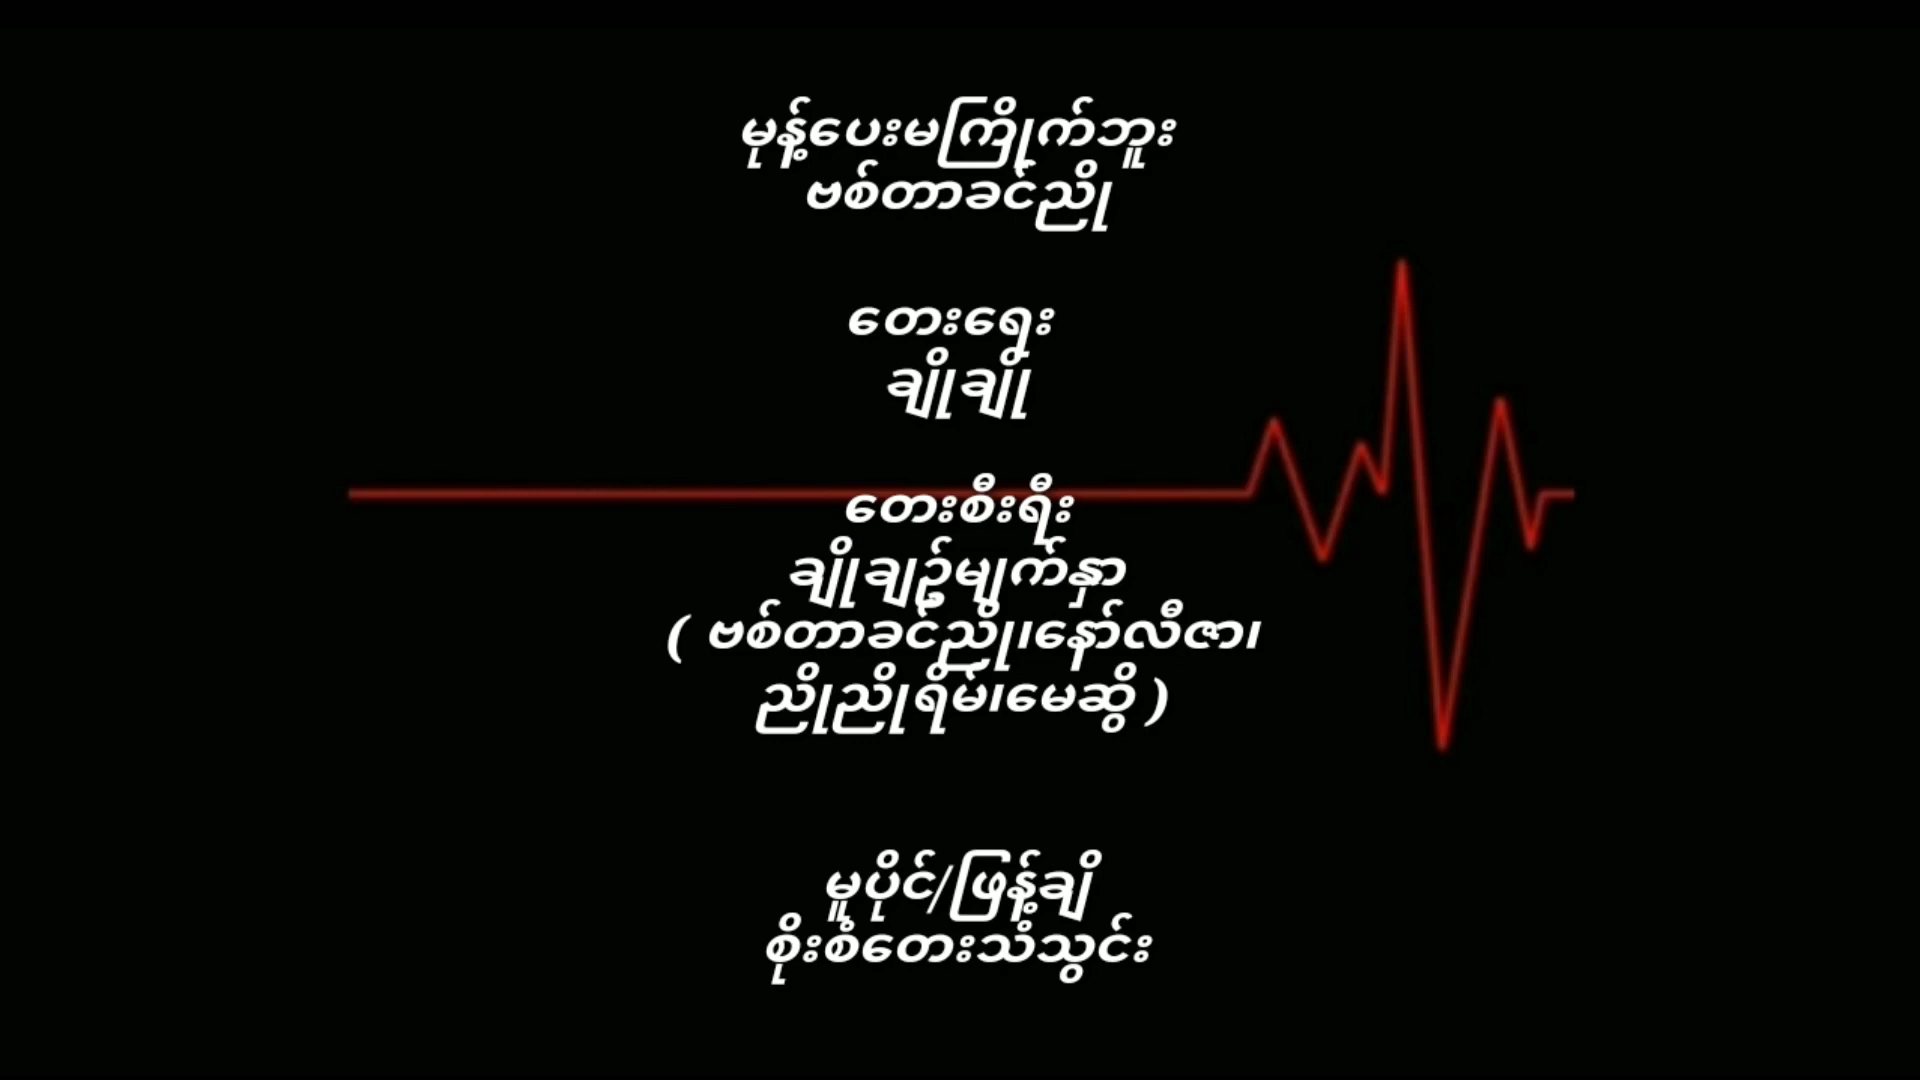 မုန့်ပေးမကြိုက်ဘူး
ဗစ်တာခင်ညို
တေးရေး
ချိုချို
တေးစီးရီး
ချိုချဉ်မျက်နှာ
( ဗစ်တာခင်ညို၊နော်လီဇာ၊
ညိုညိုရိမ်၊မေဆွိ )
မူပိုင်/ဖြန့်ချိ
စိုးစံတေးသံသွင်း